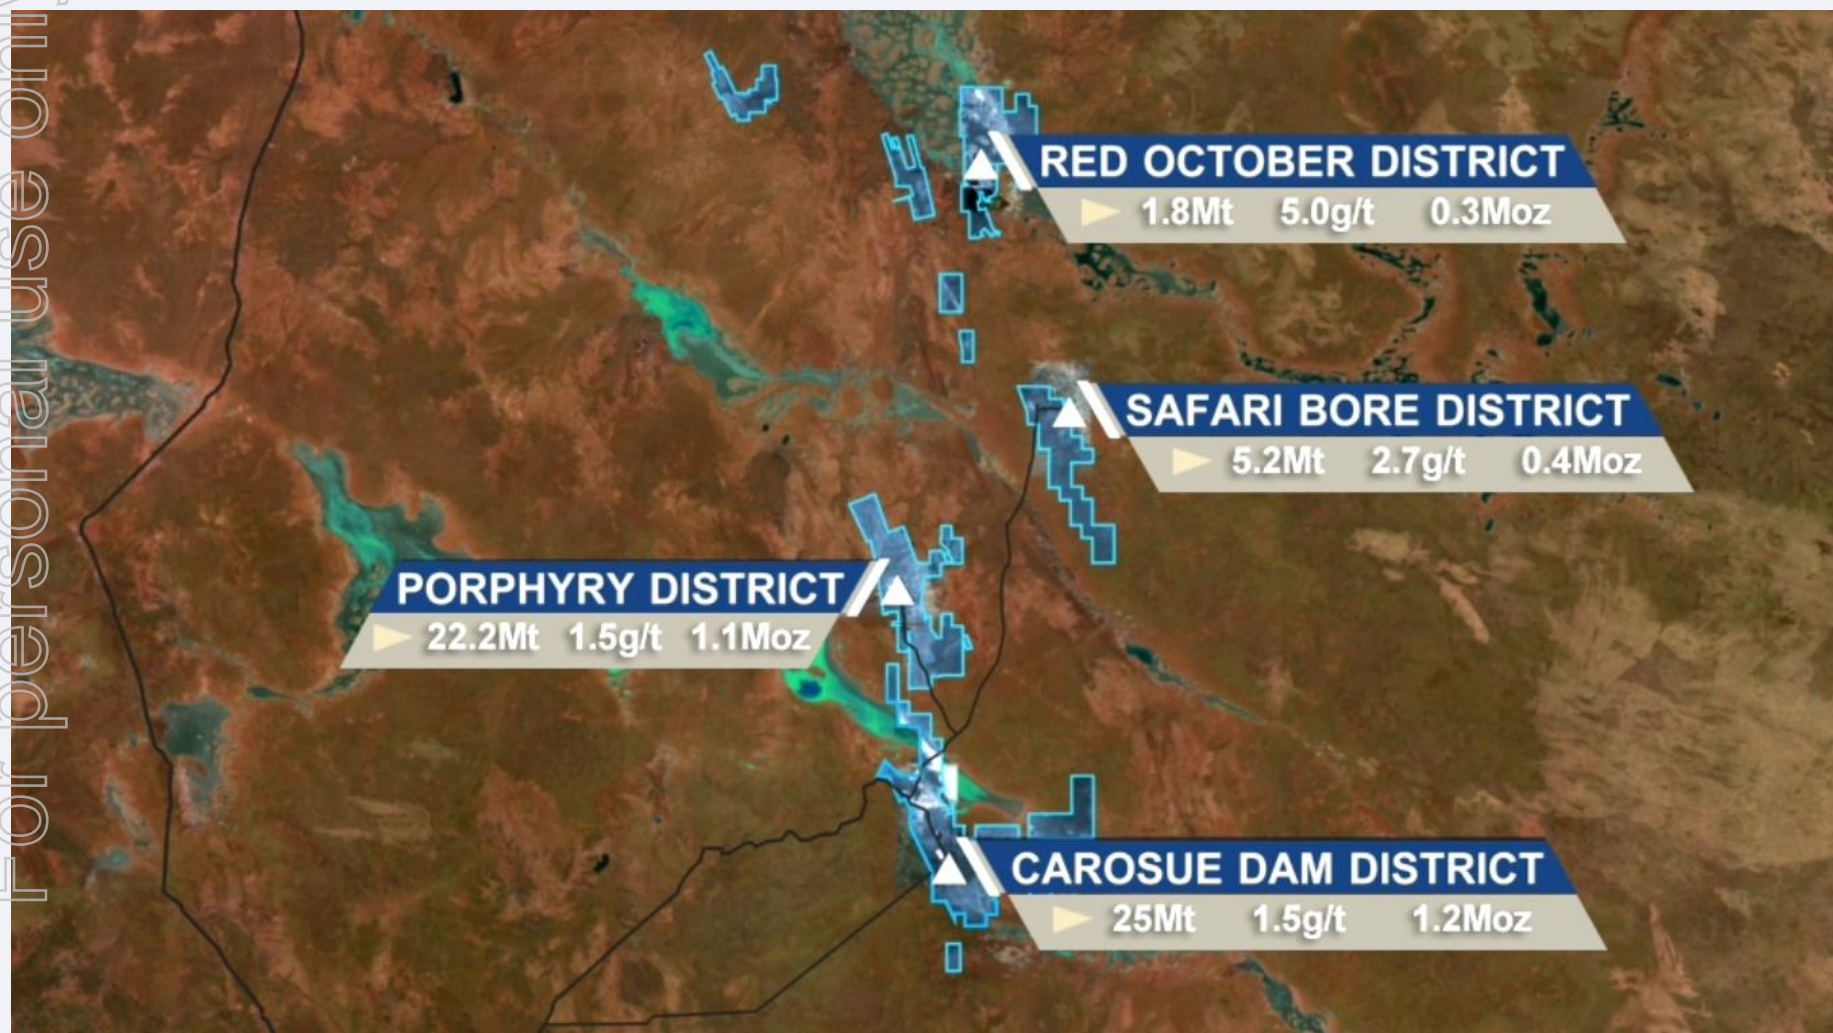 For personal use only
RED OCTOBER DISTRICT
1.8Mt 5.0g/t 0.3Moz
SAFARI BORE DISTRICT
5.2Mt 2.7g/t 0.4Moz
PORPHYRY DISTRICT
22.2Mt 1.5g/t 1.1Moz
CAROSUE DAM DISTRICT
25Mt 1.5g/t 1.2Moz